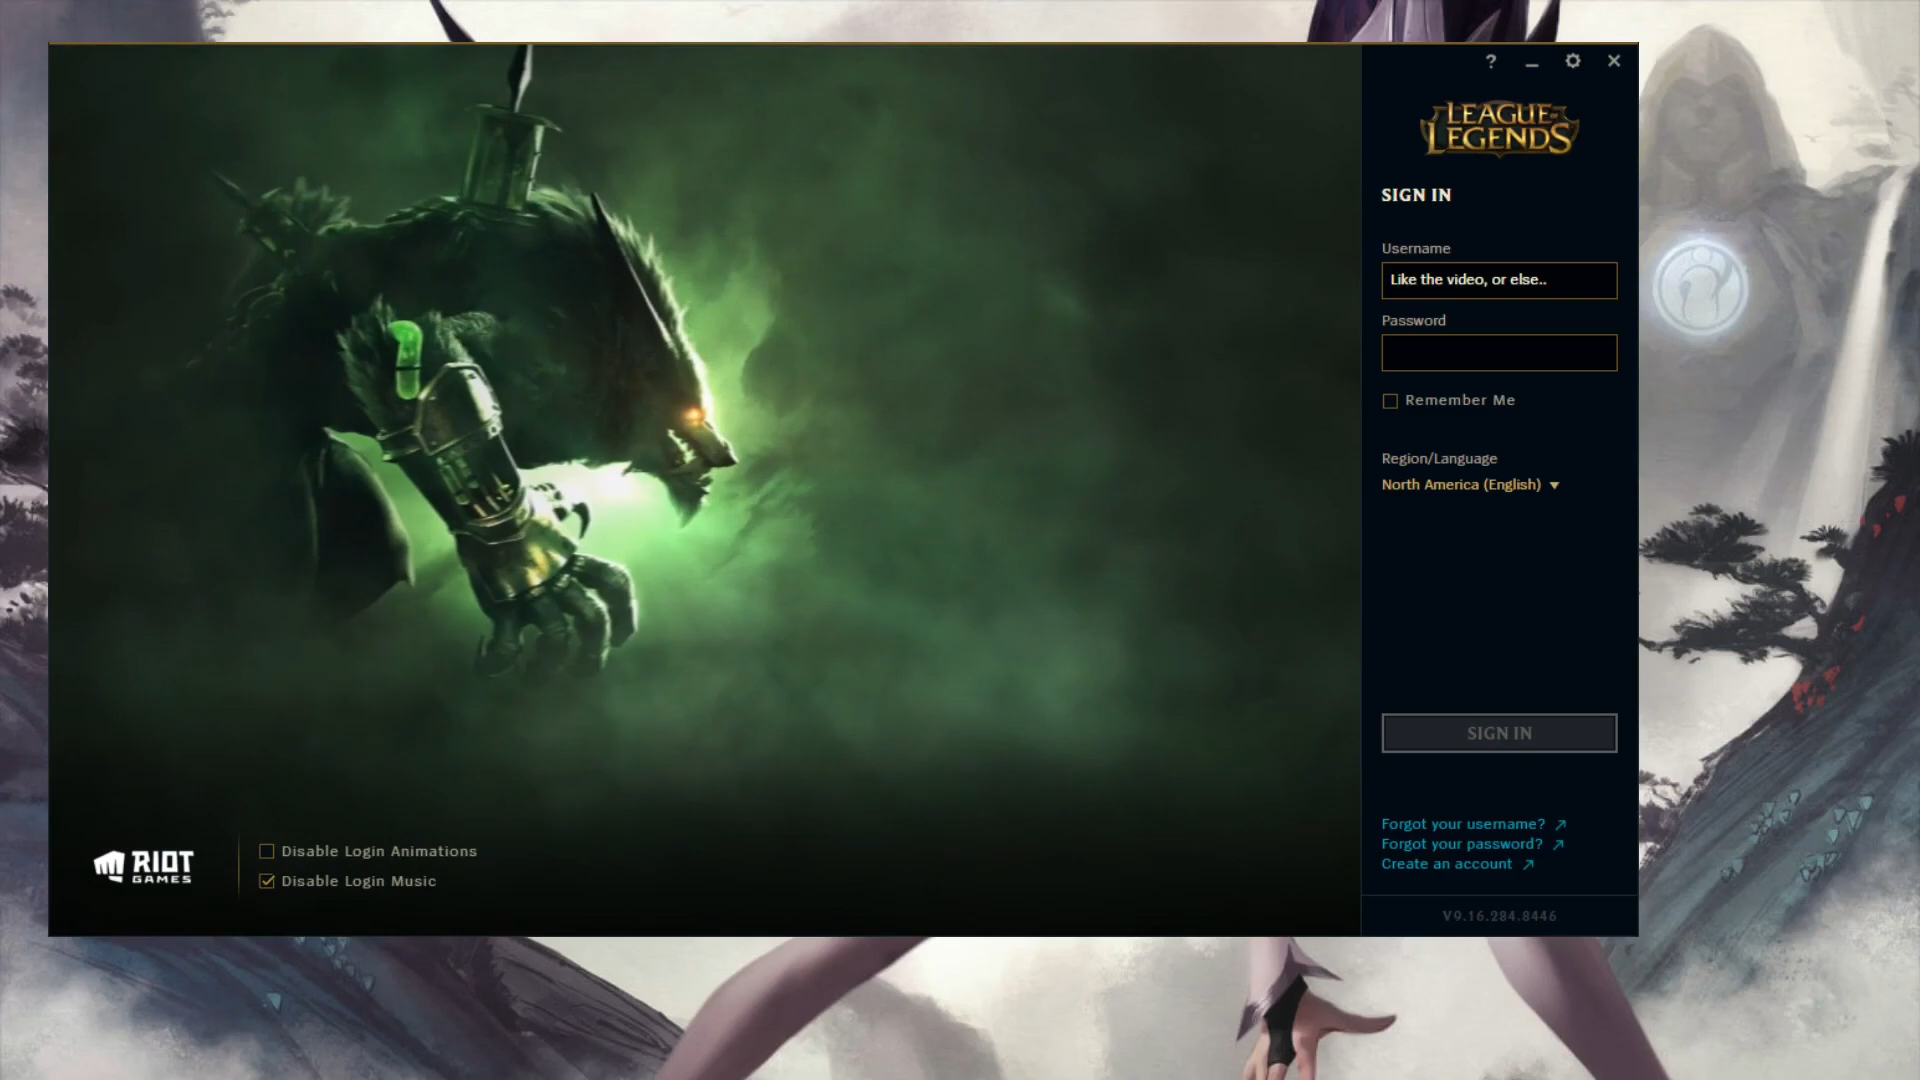 ?
LEAGUE OF
LEGENDS
SIGN IN
Username
Like the video, or else..
Password
Remember Me
Region/Language
North America (English)
SIGN IN
Forgot your username?
Forgot your password?
Create an account
V9.16.284.8446
RIOT
GAMES
Disable Login Animations
Disable Login Music